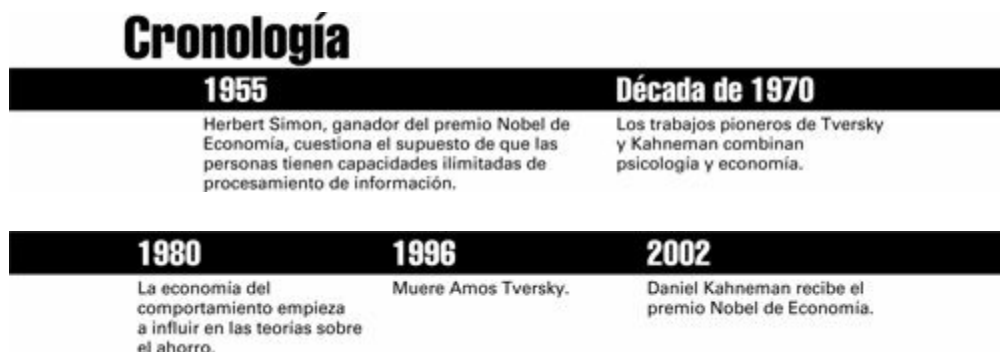 Cronología
1955
Herbert Simon, ganador del premio Nobel de
Economía, cuestiona el supuesto de que las
personas tienen capacidades ilimitadas de
procesamiento de información.
Década de 1970
Los trabajos pioneros de Tversky
y Kahneman combinan
psicología y economía.
1980
La economía del
comportamiento empieza
a influir en las teorías sobre
el ahorro.
1996
Muere Amos Tversky.
2002
Daniel Kahneman recibe el
premio Nobel de Economía.